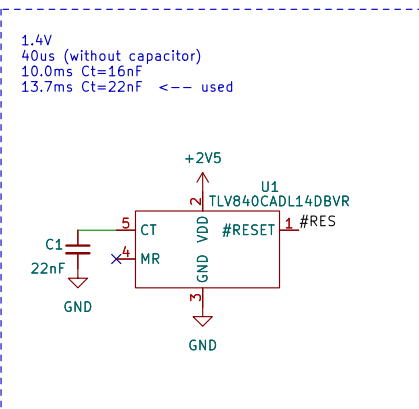 1.4V
40us (without capacitor)
10.0ms Ct=16nF
13.7ms Ct=22nF <-- used
+2V5
U1
TLV840CADL14DBVR
2
VDD
5
CT
#RESET
1
#RES
C1
22nF
4
MR
GND
3
GND
GND